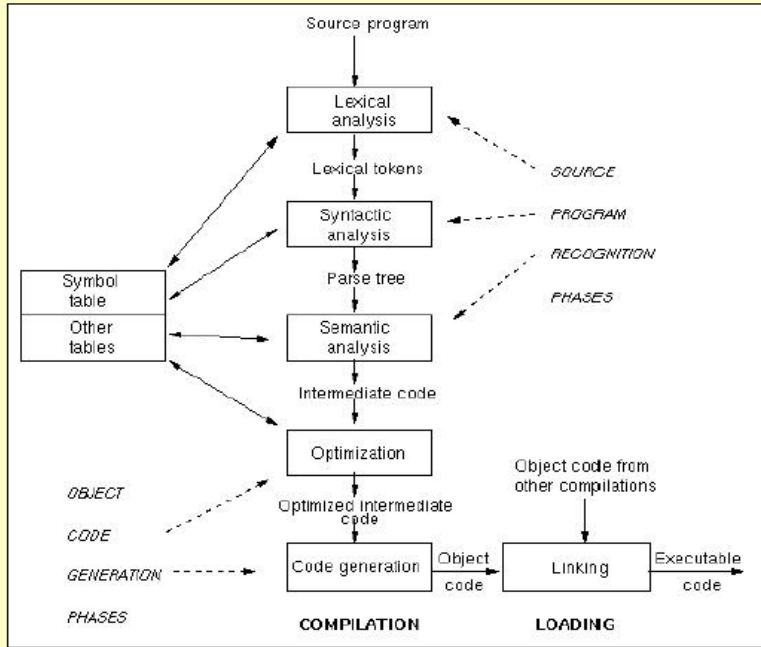 Source program
Lexical
analysis
Lexical tokens
SOURCE
Syntactic
analysis
PROGRAM
RECOGNITION
PHASES
Parse tree
Symbol
table
Other
tables
Semantic
analysis
Intermediate code
Optimization
OBJECT
CODE
GENERATION
PHASES
Optimized intermediate
code
Object code from
other compilations
Code generation
Object
code
Linking
Executable
code
COMPILATION
LOADING